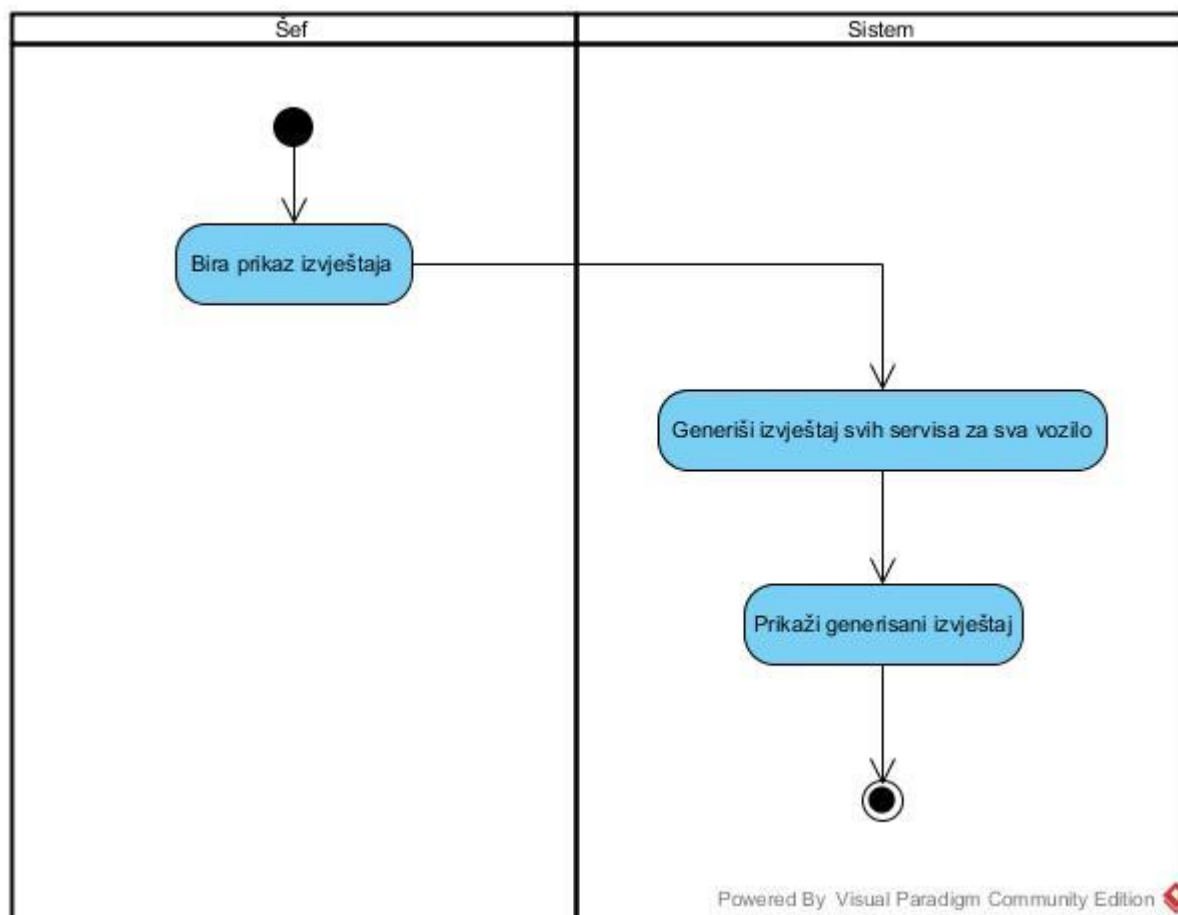 Šef
Sistem
Bira prikaz izvještaja
Generiši izvještaj svih servisa za sva vozilo
Prikaži generisani izvještaj
Powered By Visual Paradigm Community Edition